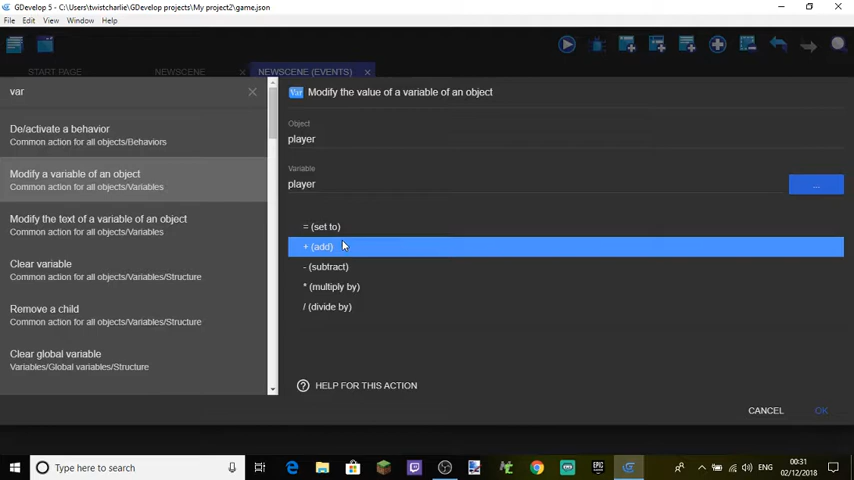 GDevelop 5 - C:\Users\twistcharlie\GDevelop projects\My project2\game.json
File Edit View Window Help
START PAGE NEWSCENE NEWSCENE (EVENTS)
var
De/activate a behavior
Common action for all objects/Behaviors
Modify a variable of an object
Common action for all objects/Variables
Modify the text of a variable of an object
Common action for all objects/Variables
Clear variable
Common action for all objects/Variables/Structure
Remove a child
Common action for all objects/Variables/Structure
Clear global variable
Variables/Global variables/Structure
Var Modify the value of a variable of an object
Object
player
Variable
player
...
= (set to)
+ (add)
- (subtract)
* (multiply by)
/ (divide by)
? HELP FOR THIS ACTION
CANCEL OK
Type here to search
EPIC
ENG
00:31
02/12/2018